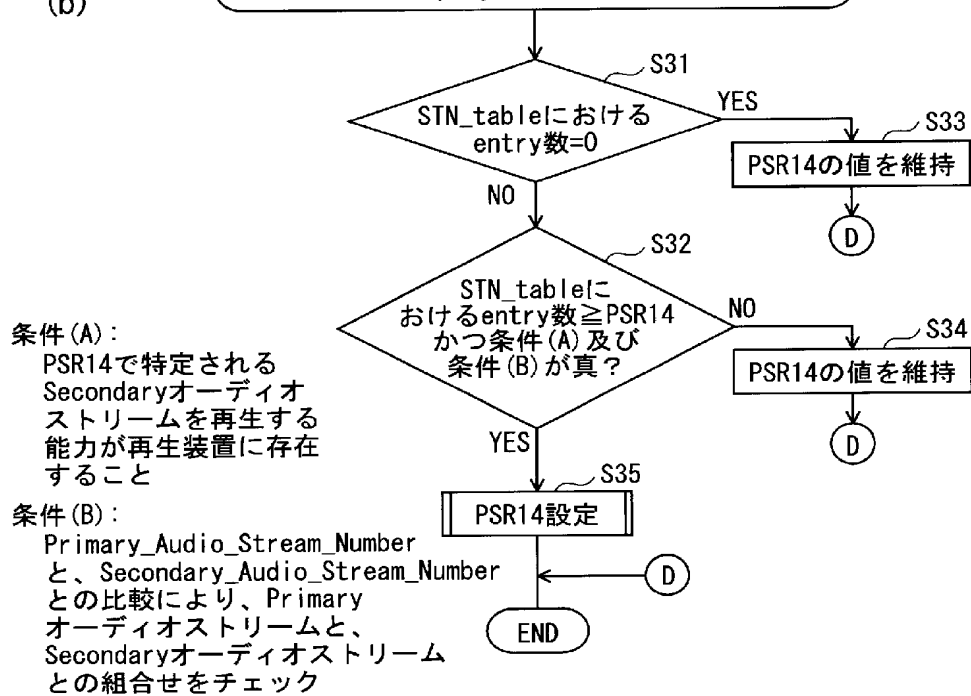 (b)
S31
STN_tableにおける
entry数=0
YES
S33
PSR14の値を維持
D
NO
S32
STN_tableに
おけるentry数≧PSR14
かつ条件(A)及び
条件(B)が真？
NO
S34
PSR14の値を維持
D
条件(A):
PSR14で特定される
Secondaryオーディオ
ストリームを再生する
能力が再生装置に存在
すること
YES
S35
PSR14設定
D
END
条件(B):
Primary_Audio_Stream_Number
と、Secondary_Audio_Stream_Number
との比較により、Primary
オーディオストリームと、
Secondaryオーディオストリーム
との組合せをチェック